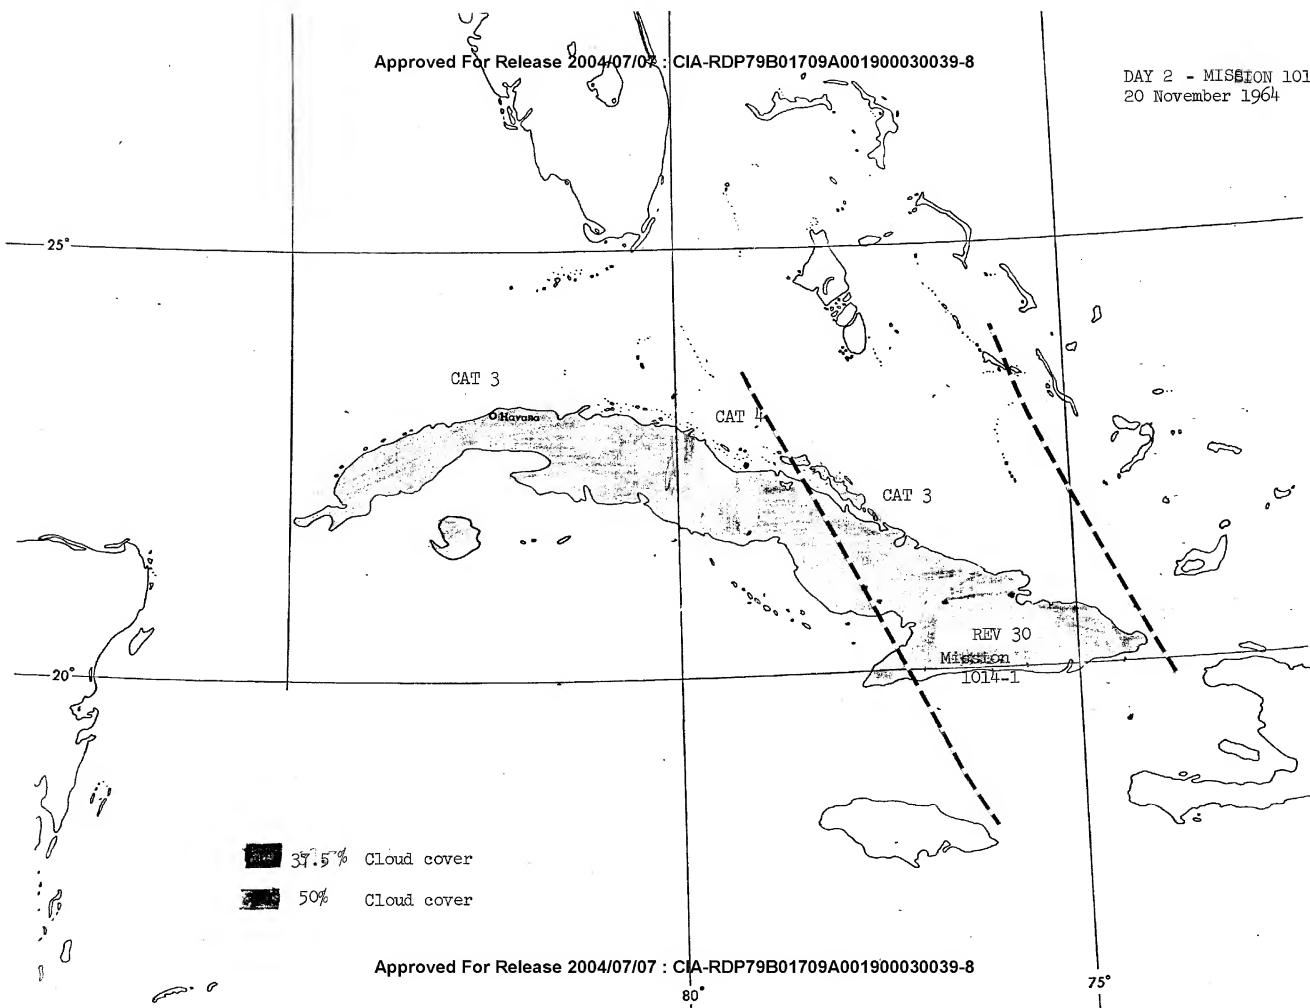 Approved For Release 2004/07/07 : CIA-RDP79B01709A001900030039-8
DAY 2 - MISSION 101
20 November 1964
25°
CAT 3
Havana
CAT 4
CAT 3
REV 30
Mission
1014-1
20°
37.5% Cloud cover
50% Cloud cover
Approved For Release 2004/07/07 : CIA-RDP79B01709A001900030039-8
80°
75°